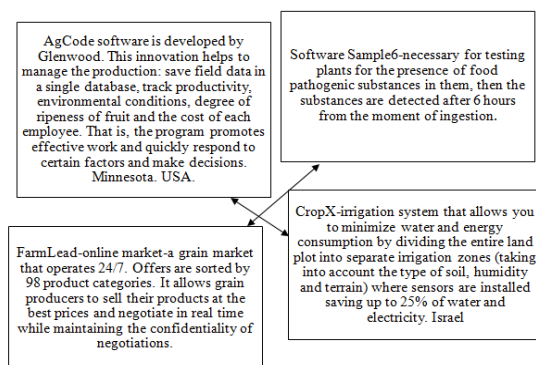 AgCode software is developed by
Glenwood. This innovation helps to
manage the production: save field data in
a single database, track productivity,
environmental conditions, degree of
ripeness of fruit and the cost of each
employee. That is, the program promotes
effective work and quickly respond to
certain factors and make decisions.
Minnesota. USA.
Software Sample6-necessary for testing
plants for the presence of food
pathogenic substances in them, then the
substances are detected after 6 hours
from the moment of ingestion.
FarmLead-online market-a grain market
that operates 24/7. Offers are sorted by
98 product categories. It allows grain
producers to sell their products at the
best prices and negotiate in real time
while maintaining the confidentiality of
negotiations.
CropX-irrigation system that allows you
to minimize water and energy
consumption by dividing the entire land
plot into separate irrigation zones (taking
into account the type of soil, humidity
and terrain) where sensors are installed
saving up to 25% of water and
electricity. Israel